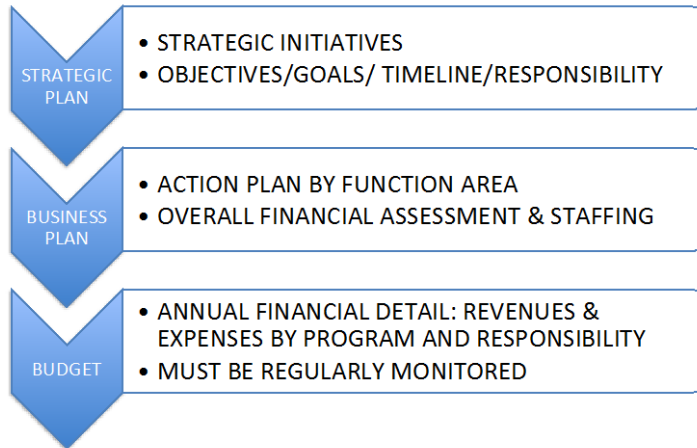 STRATEGIC
PLAN
• STRATEGIC INITIATIVES
• OBJECTIVES/GOALS/ TIMELINE/RESPONSIBILITY
BUSINESS
PLAN
• ACTION PLAN BY FUNCTION AREA
• OVERALL FINANCIAL ASSESSMENT & STAFFING
BUDGET
• ANNUAL FINANCIAL DETAIL: REVENUES &
EXPENSES BY PROGRAM AND RESPONSIBILITY
• MUST BE REGULARLY MONITORED